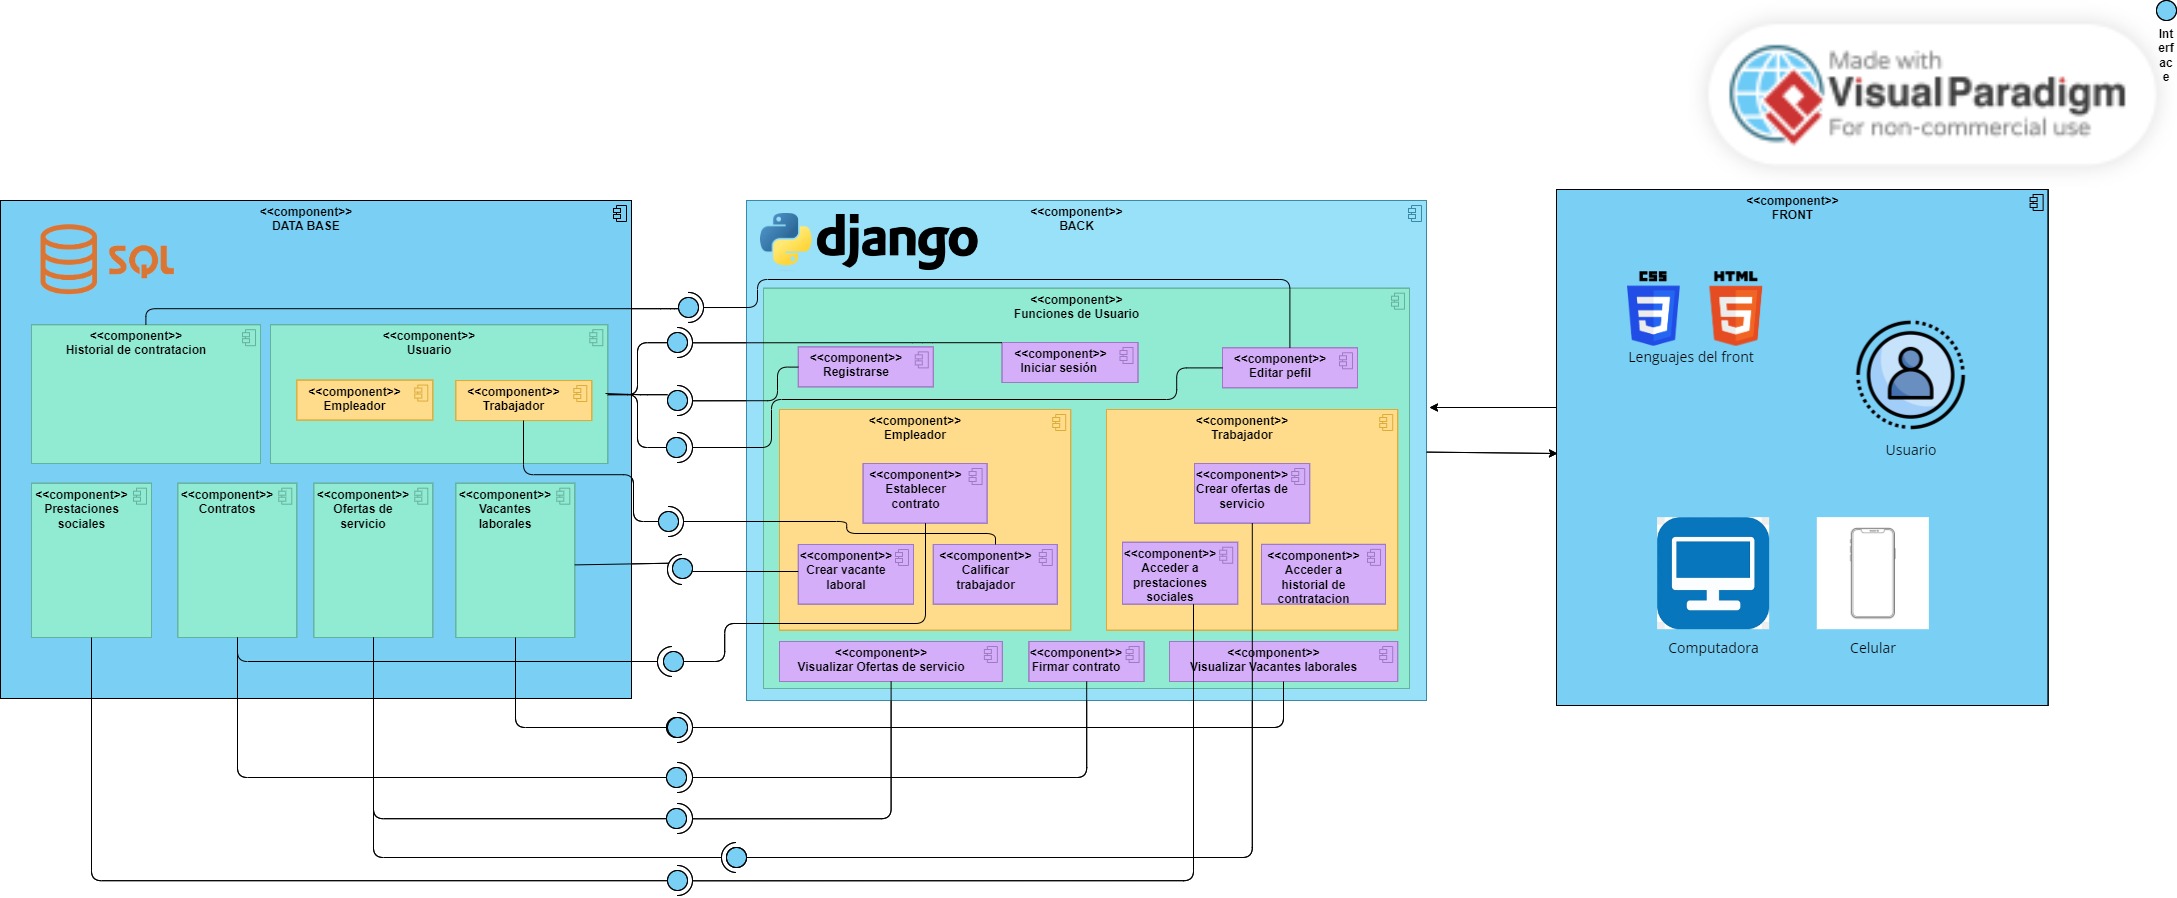 Int
erf
ac
e
Made with
Visual Paradigm
For non-commercial use
<<component>>
DATA BASE
SQL
<<component>>
Historial de contratacion
<<component>>
Usuario
<<component>>
Empleador
<<component>>
Trabajador
<<component>>
Prestaciones
sociales
<<component>>
Contratos
<<component>>
Ofertas de
servicio
<<component>>
Vacantes
laborales
<<component>>
BACK
django
<<component>>
Funciones de Usuario
<<component>>
Registrarse
<<component>>
Iniciar sesión
<<component>>
Editar pefil
<<component>>
Empleador
<<component>>
Establecer
contrato
<<component>>
Crear vacante
laboral
<<component>>
Calificar
trabajador
<<component>>
Trabajador
<<component>>
Crear ofertas de
servicio
<<component>>
Acceder a
prestaciones
sociales
<<component>>
Acceder a
historial de
contratacion
<<component>>
Visualizar Ofertas de servicio
<<component>>
Firmar contrato
<<component>>
Visualizar Vacantes laborales
<<component>>
FRONT
CSS
3
HTML
5
Lenguajes del front
Usuario
Computadora
Celular